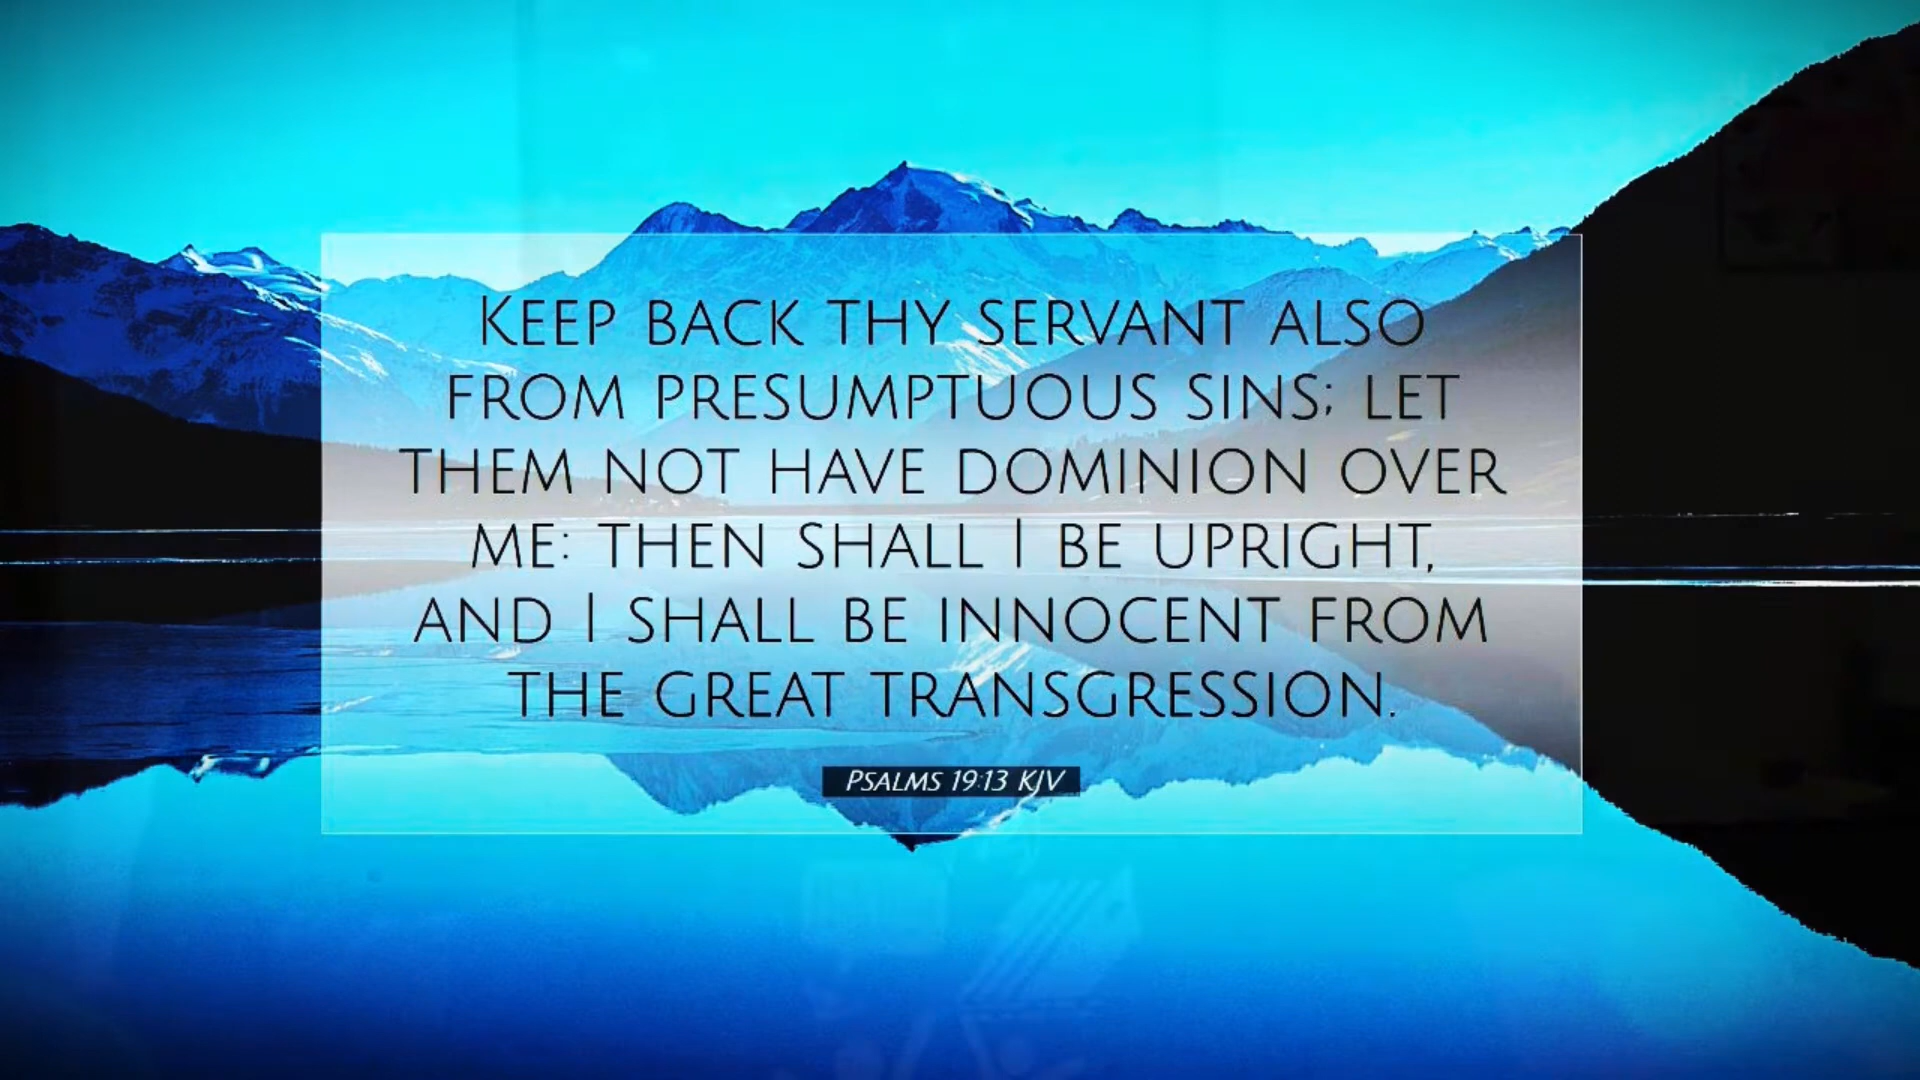 Keep back thy servant also
from presumptuous sins; let
them not have dominion over
me: then shall I be upright,
and I shall be innocent from
the great transgression.
Psalms 19:13 KJV